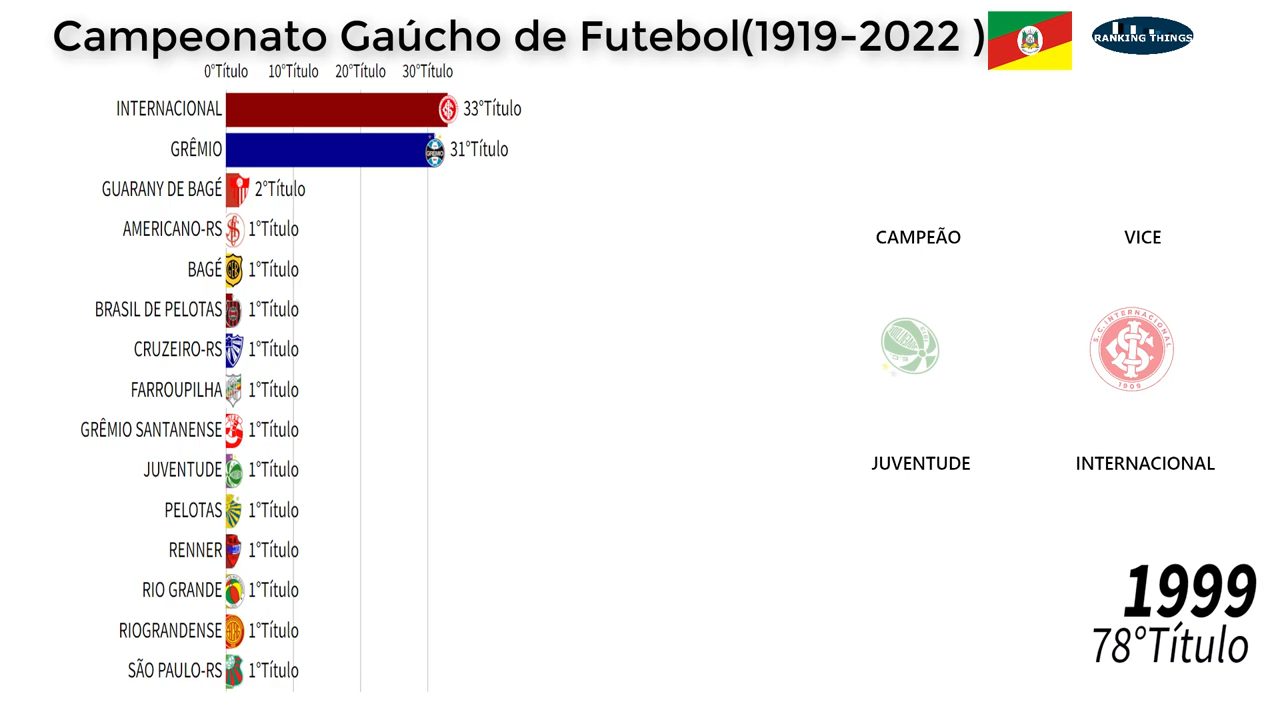 Campeonato Gaúcho de Futebol(1919-2022 )
RANKING THINGS
0°Título 10°Título 20°Título 30°Título
INTERNACIONAL 33°Título
GRÊMIO 31°Título
GUARANY DE BAGÉ 2°Título
AMERICANO-RS 1°Título
BAGÉ 1°Título
BRASIL DE PELOTAS 1°Título
CRUZEIRO-RS 1°Título
FARROUPILHA 1°Título
GRÊMIO SANTANENSE 1°Título
JUVENTUDE 1°Título
PELOTAS 1°Título
RENNER 1°Título
RIO GRANDE 1°Título
RIOGRANDENSE 1°Título
SÃO PAULO-RS 1°Título
CAMPEÃO VICE
S. C. INTERNACIONAL
1909
JUVENTUDE INTERNACIONAL
1999
78°Título